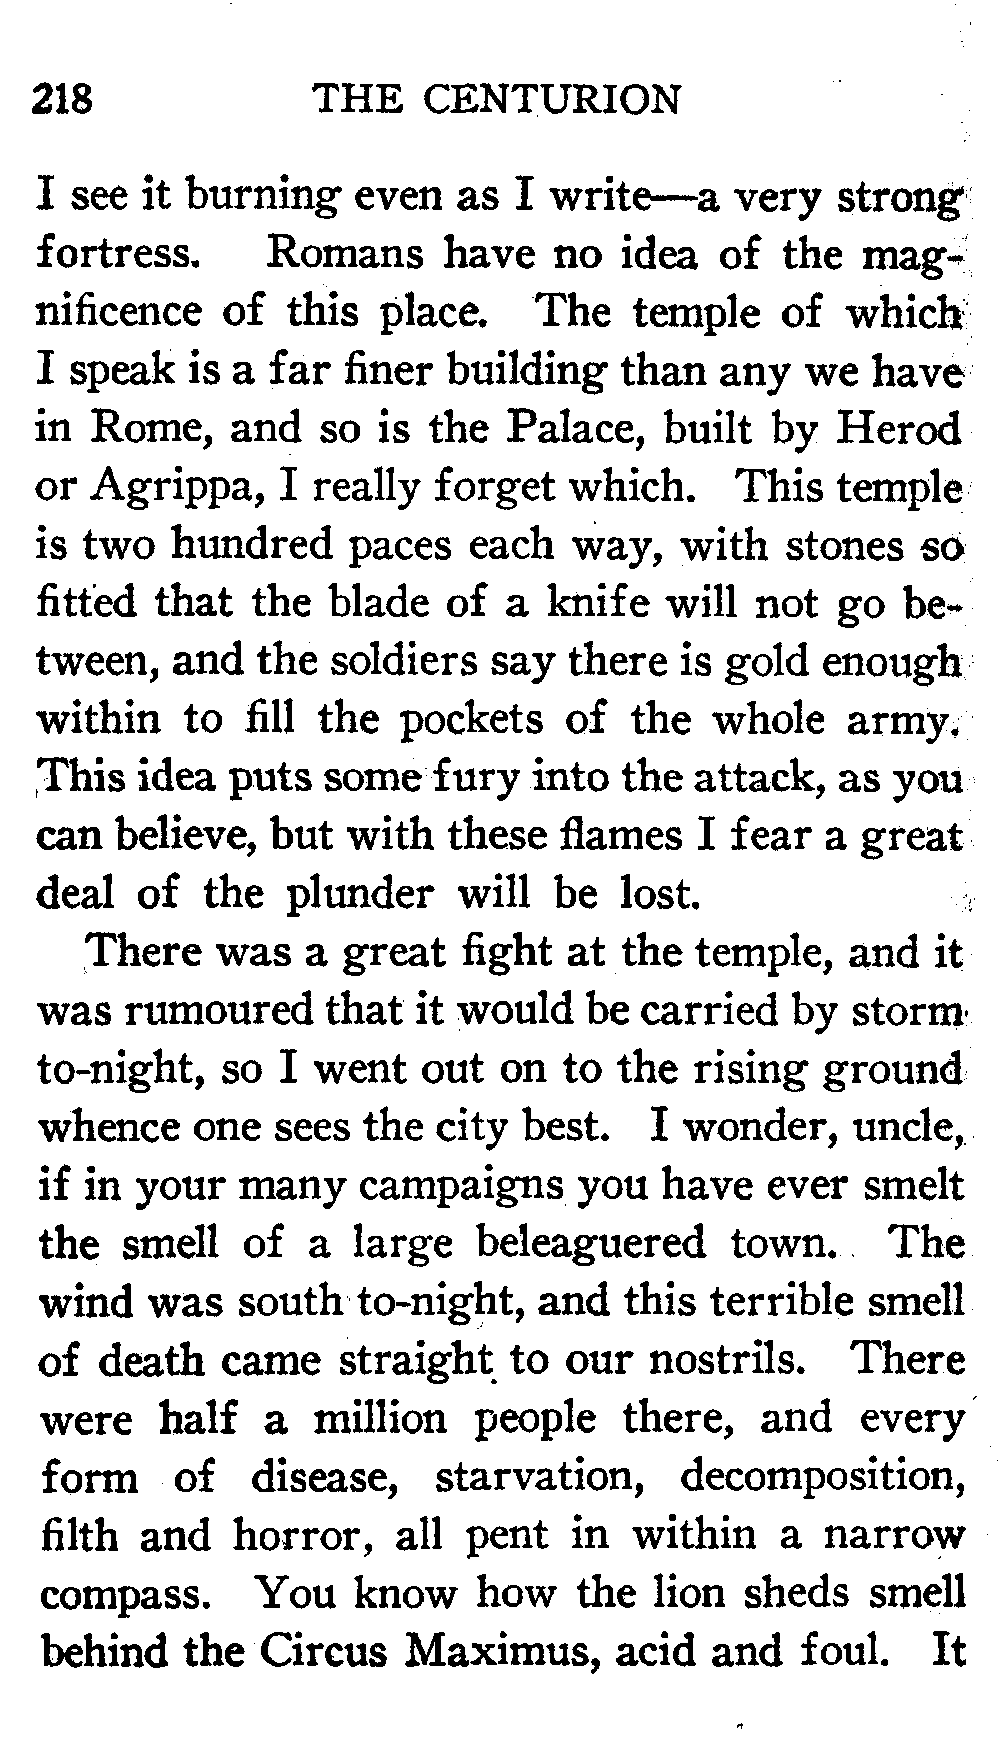 218 THE CENTURION
I see it burning even as I write—a very strong
fortress. Romans have no idea of the mag-
nificence of this place. The temple of which
I speak is a far finer building than any we have
in Rome, and so is the Palace, built by Herod
or Agrippa, I really forget which. This temple
is two hundred paces each way, with stones so
fitted that the blade of a knife will not go be-
tween, and the soldiers say there is gold enough
within to fill the pockets of the whole army.
This idea puts some fury into the attack, as you
can believe, but with these flames I fear a great
deal of the plunder will be lost.
There was a great fight at the temple, and it
was rumoured that it would be carried by storm
to-night, so I went out on to the rising ground
whence one sees the city best. I wonder, uncle,
if in your many campaigns you have ever smelt
the smell of a large beleaguered town. The
wind was south to-night, and this terrible smell
of death came straight to our nostrils. There
were half a million people there, and every
form of disease, starvation, decomposition,
filth and horror, all pent in within a narrow
compass. You know how the lion sheds smell
behind the Circus Maximus, acid and foul. It